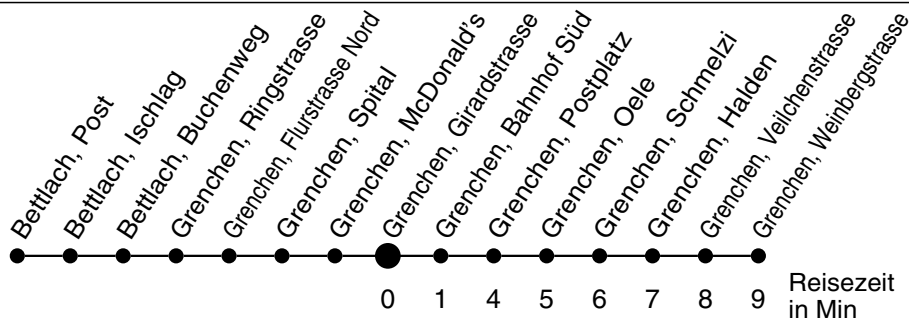 Bettlach, Post
Bettlach, Ischlag
Bettlach, Buchenweg
Grenchen, Ringstrasse
Grenchen, Flurstrasse Nord
Grenchen, Spital
Grenchen, McDonald's
Grenchen, Girardstrasse
Grenchen, Bahnhof Süd
Grenchen, Postplatz
Grenchen, Oele
Grenchen, Schmelzi
Grenchen, Halden
Grenchen, Veilchenstrasse
Grenchen, Weinbergstrasse
0 1 4 5 6 7 8 9
Reisezeit
in Min